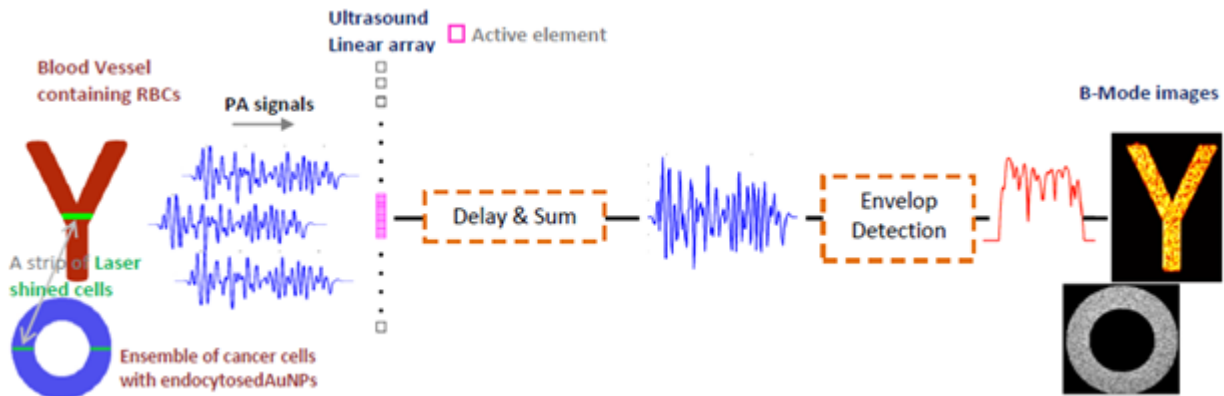 Ultrasound
Linear array
Active element
Blood Vessel
containing RBCs
PA signals
B-Mode images
Delay & Sum
Envelop
Detection
A strip of Laser
shined cells
Ensemble of cancer cells
with endocytosedAuNPs